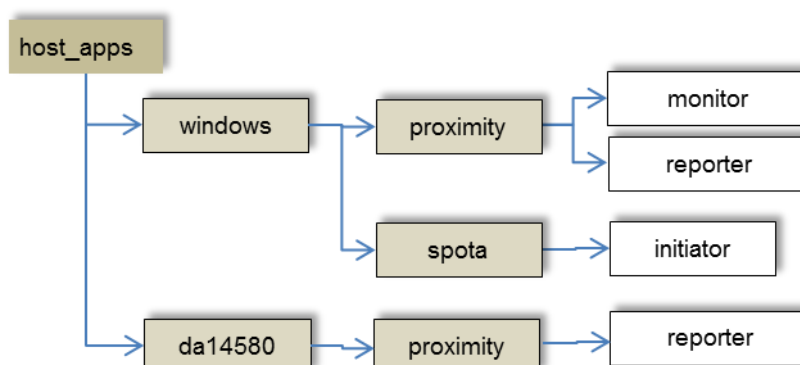 host_apps
windows
proximity
monitor
reporter
spota
initiator
da14580
proximity
reporter